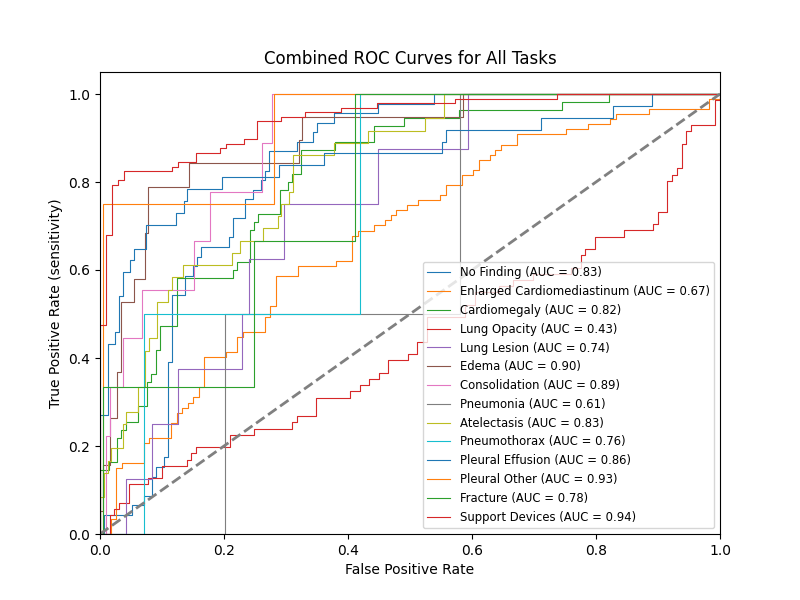 Combined ROC Curves for All Tasks
1.0
0.8
0.6
0.4
0.2
0.0
True Positive Rate (sensitivity)
No Finding (AUC = 0.83)
Enlarged Cardiomediastinum (AUC = 0.67)
Cardiomegaly (AUC = 0.82)
Lung Opacity (AUC = 0.43)
Lung Lesion (AUC = 0.74)
Edema (AUC = 0.90)
Consolidation (AUC = 0.89)
Pneumonia (AUC = 0.61)
Atelectasis (AUC = 0.83)
Pneumothorax (AUC = 0.76)
Pleural Effusion (AUC = 0.86)
Pleural Other (AUC = 0.93)
Fracture (AUC = 0.78)
Support Devices (AUC = 0.94)
0.0 0.2 0.4 0.6 0.8 1.0
False Positive Rate